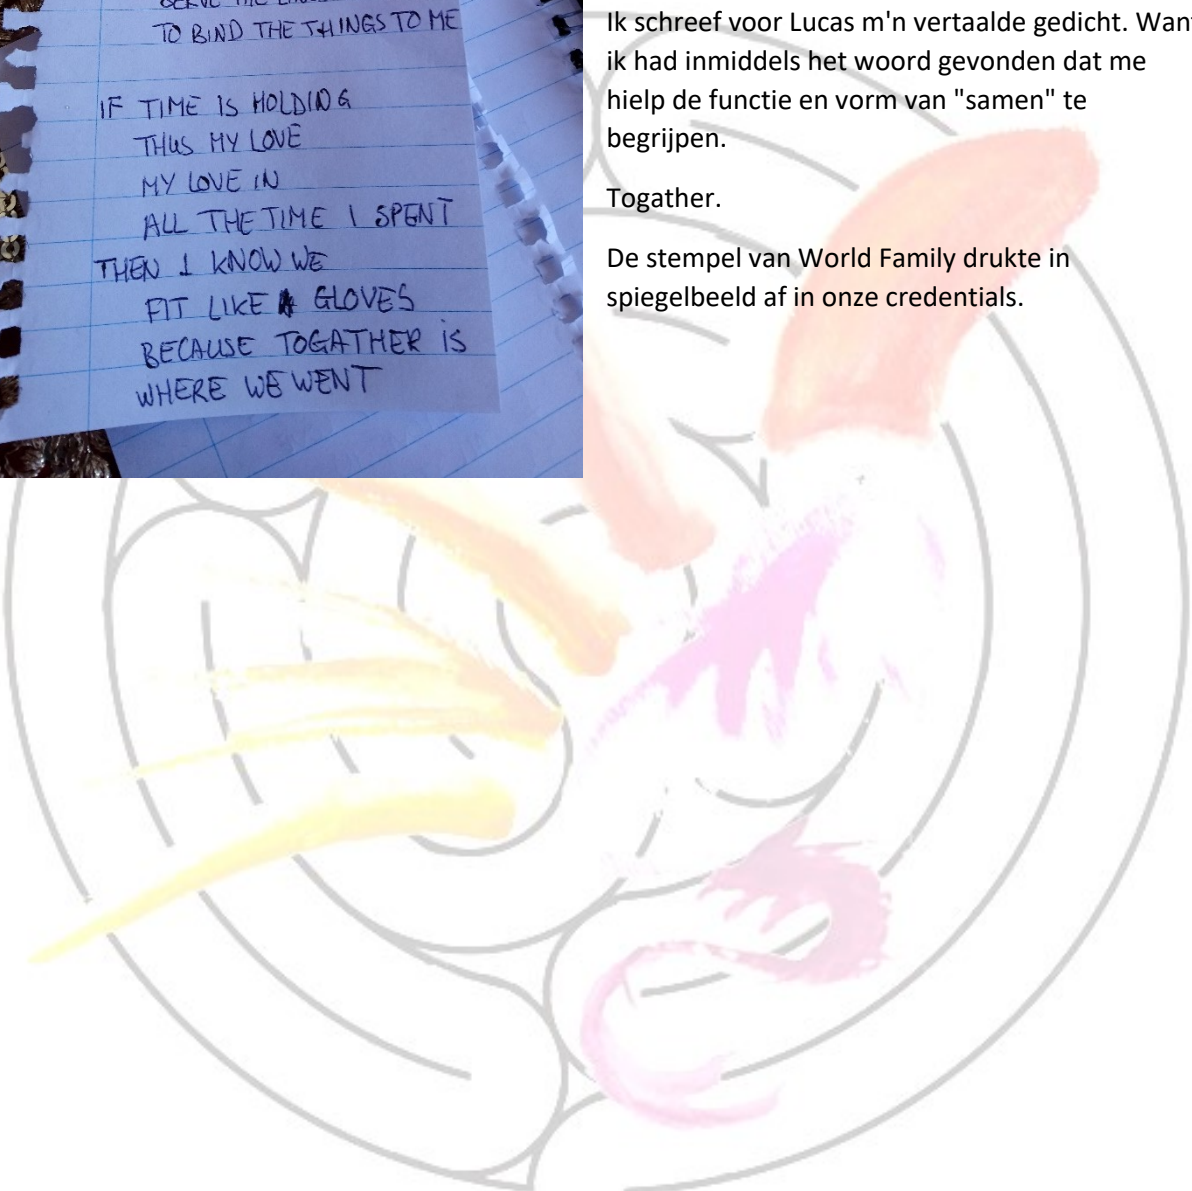 TO BIND THE THINGS TO ME
IF TIME IS HOLDING
THUS MY LOVE
MY LOVE IN
ALL THE TIME I SPENT
THEN I KNOW WE
FIT LIKE GLOVES
BECAUSE TOGATHER IS
WHERE WE WENT
Ik schreef voor Lucas m'n vertaalde gedicht. Want
ik had inmiddels het woord gevonden dat me
hielp de functie en vorm van "samen" te
begrijpen.
Togather.
De stempel van World Family drukte in
spiegelbeeld af in onze credentials.